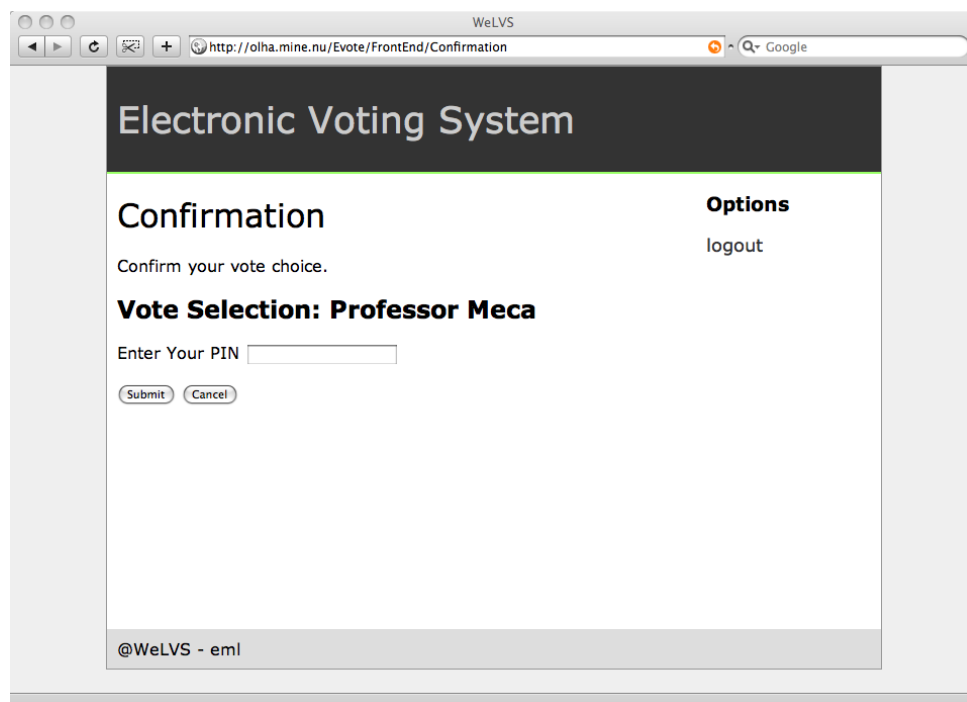 WeLVS
http://olha.mine.nu/Evote/FrontEnd/Confirmation
Google
Electronic Voting System
Confirmation
Confirm your vote choice.
Vote Selection: Professor Meca
Enter Your PIN
Submit Cancel
Options
logout
@WeLVS - eml